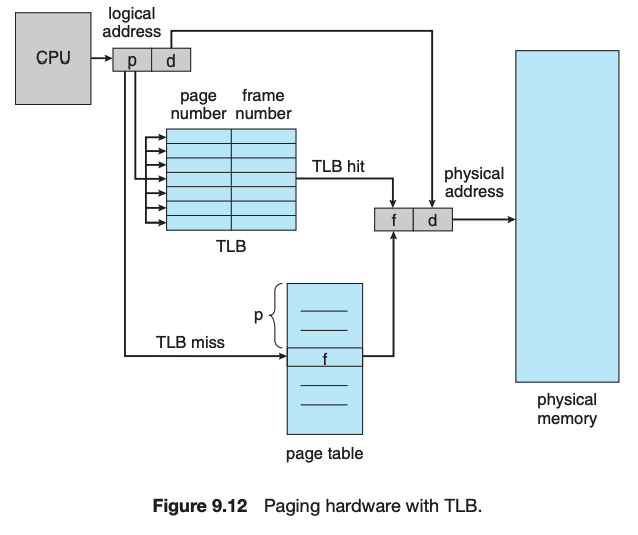 logical
address
CPU
p
d
page
number
frame
number
TLB hit
physical
address
f
d
TLB
p
TLB miss
f
physical
memory
page table
Figure 9.12 Paging hardware with TLB.